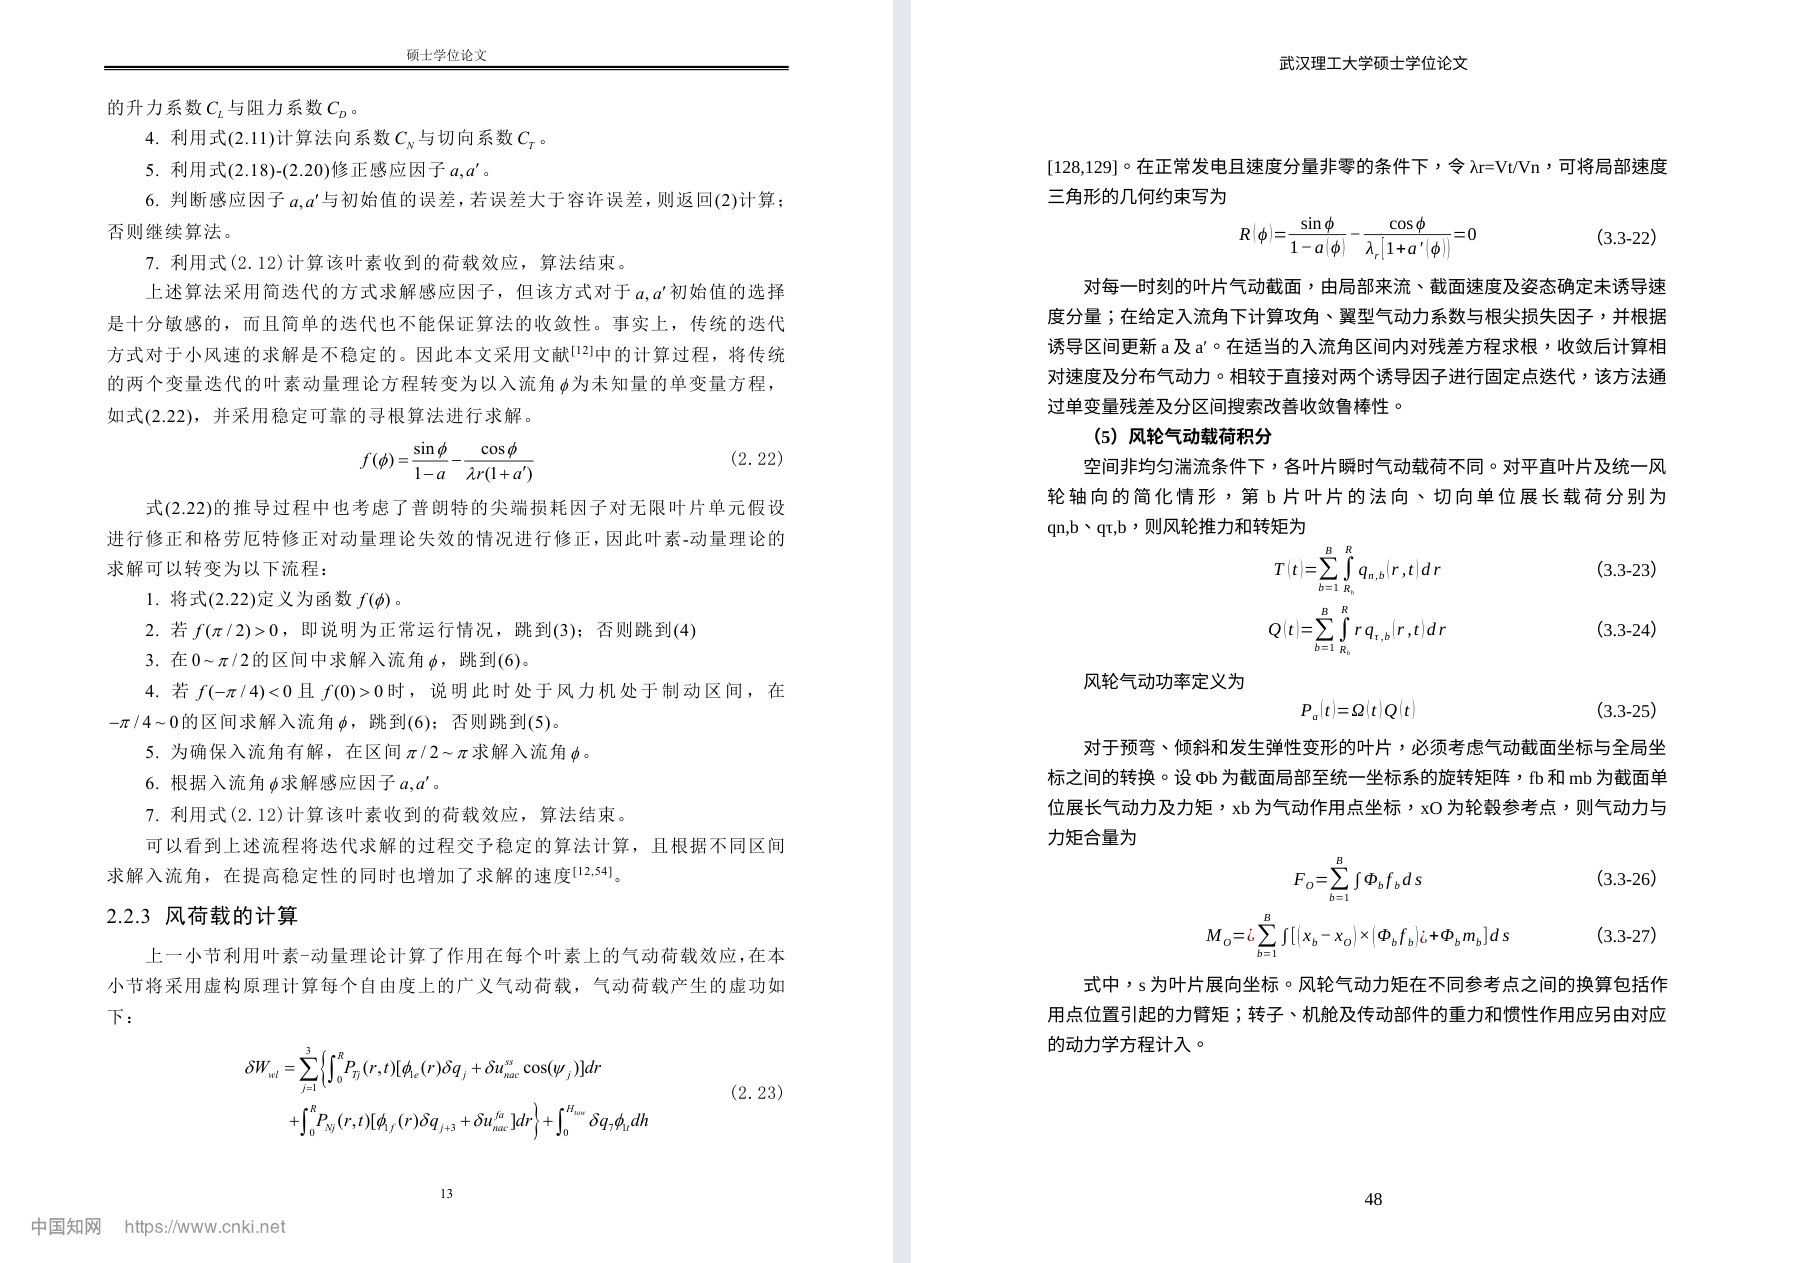 硕士学位论文
的升力系数 C_L 与阻力系数 C_D 。
4. 利用式(2.11)计算法向系数 C_N 与切向系数 C_T 。
5. 利用式(2.18)-(2.20)修正感应因子 a,a′。
6. 判断感应因子 a,a′与初始值的误差,若误差大于容许误差,则返回(2)计算;
否则继续算法。
7. 利用式(2.12)计算该叶素收到的荷载效应，算法结束。
上述算法采用简迭代的方式求解感应因子，但该方式对于 a, a′ 初始值的选择
是十分敏感的，而且简单的迭代也不能保证算法的收敛性。事实上，传统的迭代
方式对于小风速的求解是不稳定的。因此本文采用文献[12]中的计算过程，将传统
的两个变量迭代的叶素动量理论方程转变为以入流角 ϕ 为未知量的单变量方程，
如式(2.22)，并采用稳定可靠的寻根算法进行求解。
f(ϕ) = sin ϕ / (1−a) − cos ϕ / (λr(1+a′)) (2.22)
式(2.22)的推导过程中也考虑了普朗特的尖端损耗因子对无限叶片单元假设
进行修正和格劳厄特修正对动量理论失效的情况进行修正,因此叶素-动量理论的
求解可以转变为以下流程：
1. 将式(2.22)定义为函数 f(ϕ) 。
2. 若 f(π/2)>0，即说明为正常运行情况，跳到(3)；否则跳到(4)
3. 在 0~π/2 的区间中求解入流角 ϕ，跳到(6)。
4. 若 f(−π/4)<0 且 f(0)>0 时，说明此时处于风力机处于制动区间，在
−π/4~0 的区间求解入流角 ϕ，跳到(6)；否则跳到(5)。
5. 为确保入流角有解，在区间 π/2~π 求解入流角 ϕ。
6. 根据入流角 ϕ 求解感应因子 a,a′。
7. 利用式(2.12)计算该叶素收到的荷载效应，算法结束。
可以看到上述流程将迭代求解的过程交予稳定的算法计算，且根据不同区间
求解入流角，在提高稳定性的同时也增加了求解的速度[12,54]。
2.2.3 风荷载的计算
上一小节利用叶素-动量理论计算了作用在每个叶素上的气动荷载效应,在本
小节将采用虚构原理计算每个自由度上的广义气动荷载，气动荷载产生的虚功如
下：
δW_wl = ∑_{j=1}^{3} { ∫_0^R P_Tj(r,t)[ϕ_1e(r)δq_j + δu_nac^ss cos(ψ_j)]dr
+ ∫_0^R P_Nj(r,t)[ϕ_1f(r)δq_{j+3} + δu_nac^fa]dr } + ∫_0^{H_tow} δq_7ϕ_1t dh (2.23)
13
中国知网 https://www.cnki.net
武汉理工大学硕士学位论文
[128,129]。在正常发电且速度分量非零的条件下，令 λr=Vt/Vn，可将局部速度
三角形的几何约束写为
R(ϕ)= sin ϕ / (1−a(ϕ)) − cos ϕ / (λ_r[1+a'(ϕ)]) =0 （3.3-22）
对每一时刻的叶片气动截面，由局部来流、截面速度及姿态确定未诱导速
度分量；在给定入流角下计算攻角、翼型气动力系数与根尖损失因子，并根据
诱导区间更新 a 及 a′。在适当的入流角区间内对残差方程求根，收敛后计算相
对速度及分布气动力。相较于直接对两个诱导因子进行固定点迭代，该方法通
过单变量残差及分区间搜索改善收敛鲁棒性。
（5）风轮气动载荷积分
空间非均匀湍流条件下，各叶片瞬时气动载荷不同。对平直叶片及统一风
轮轴向的简化情形，第 b 片叶片的法向、切向单位展长载荷分别为
qn,b、qτ,b，则风轮推力和转矩为
T(t)=∑_{b=1}^{B} ∫_{R_h}^{R} q_{n,b}(r,t)dr （3.3-23）
Q(t)=∑_{b=1}^{B} ∫_{R_h}^{R} r q_{τ,b}(r,t)dr （3.3-24）
风轮气动功率定义为
P_a(t)=Ω(t)Q(t) （3.3-25）
对于预弯、倾斜和发生弹性变形的叶片，必须考虑气动截面坐标与全局坐
标之间的转换。设 Φb 为截面局部至统一坐标系的旋转矩阵，fb 和 mb 为截面单
位展长气动力及力矩，xb 为气动作用点坐标，xO 为轮毂参考点，则气动力与
力矩合量为
F_O=∑_{b=1}^{B} ∫Φ_b f_b ds （3.3-26）
M_O=¿∑_{b=1}^{B} ∫[(x_b−x_O)×(Φ_b f_b)¿+Φ_b m_b]ds （3.3-27）
式中，s 为叶片展向坐标。风轮气动力矩在不同参考点之间的换算包括作
用点位置引起的力臂矩；转子、机舱及传动部件的重力和惯性作用应另由对应
的动力学方程计入。
48